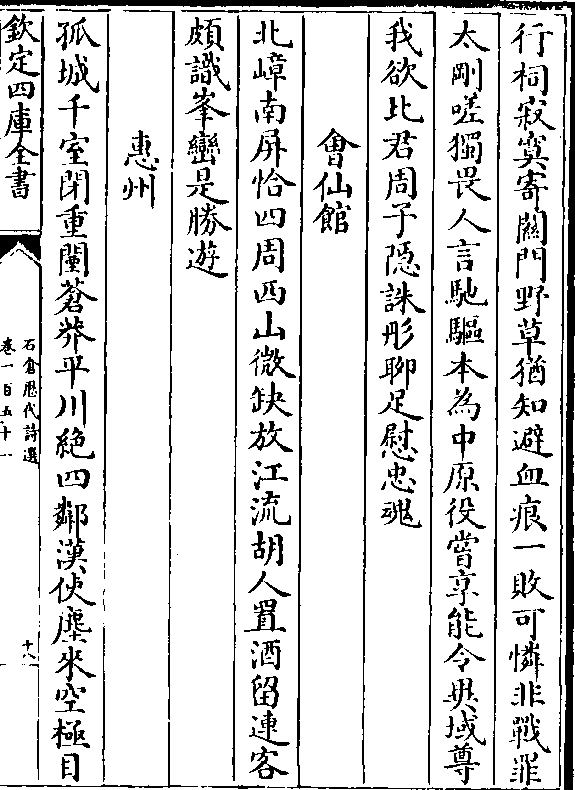 行祠寂寞寄關門野草猶知避血痕一敗可憐非戰罪
太剛嗟獨畏人言馳驅本為中原役嘗享能令異域尊
我欲比君周子隱誅彤聊足慰忠魂
會仙館
北嶂南屏恰四周西山微缺放江流胡人置酒留連客
頗識峯巒是勝遊
惠州
孤城千室閉重闉蒼莽平川絶四鄰漢使塵來空極目
欽定四庫全書
石倉歴代詩選
卷一百五十一
十八